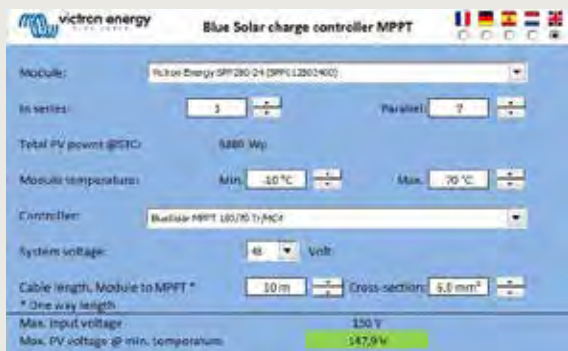 victron energy
BLUE POWER
Blue Solar charge controller MPPT
Module: Victron Energy SPP280-24
In series: 1 Parallel: 7
Total PV power @STC: Wp
Module temperature: Min. -10 °C Max. 70 °C
Controller: BlueSolar MPPT 150/70 Tr/MC4
System voltage: 48 Volt
Cable length, Module to MPPT * 10 m Cross-section: 6,0 mm²
* One way length
Max. input voltage 150 V
Max. PV voltage @ min. temperature 147,9 V